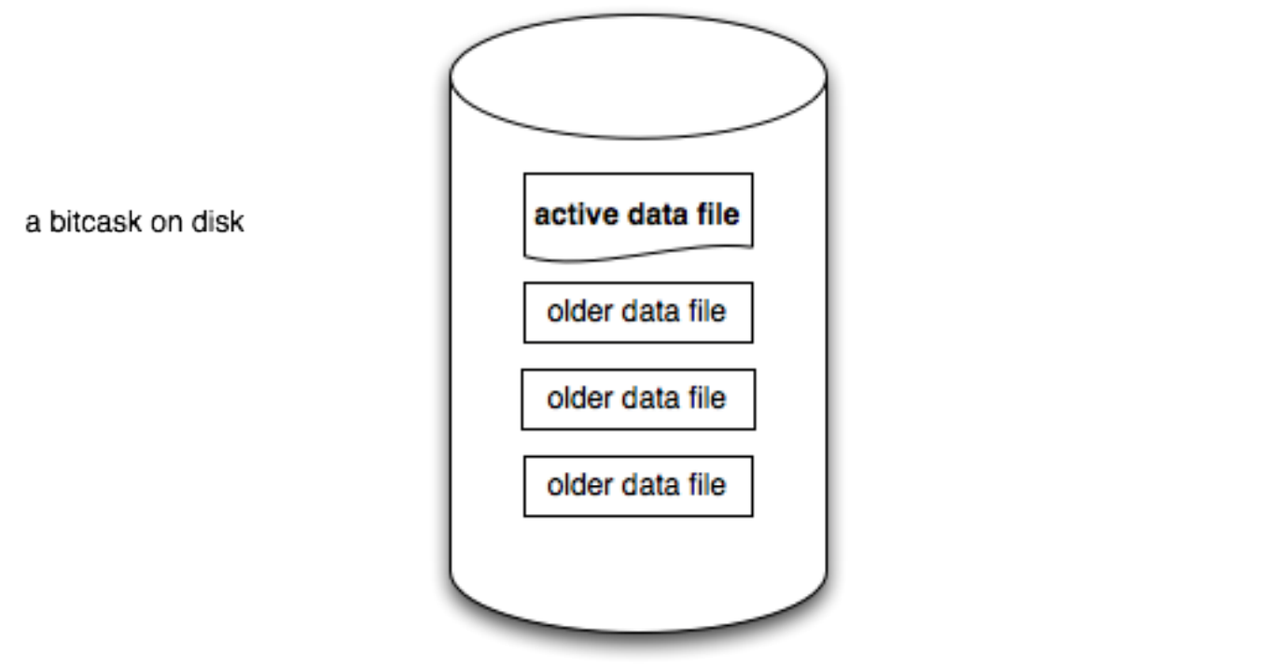 a bitcask on disk
active data file
older data file
older data file
older data file